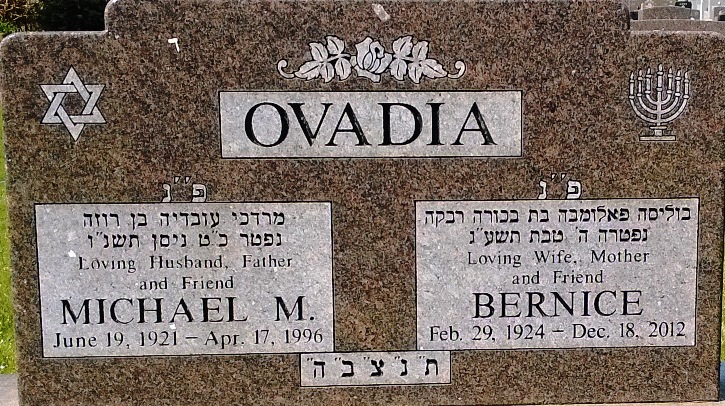 OVADIA
פ״נ
מרדכי עובדיה בן רוזה
נפטר כ״ט ניסן תשנ״ו
Loving Husband, Father
and Friend
MICHAEL M.
June 19, 1921 – Apr. 17, 1996
פ״נ
בוליסה פאלומבה בת בכורה רבקה
נפטרה ה׳ טבת תשע״ג
Loving Wife, Mother
and Friend
BERNICE
Feb. 29, 1924 – Dec. 18, 2012
ת״נ״צ״ב״ה״